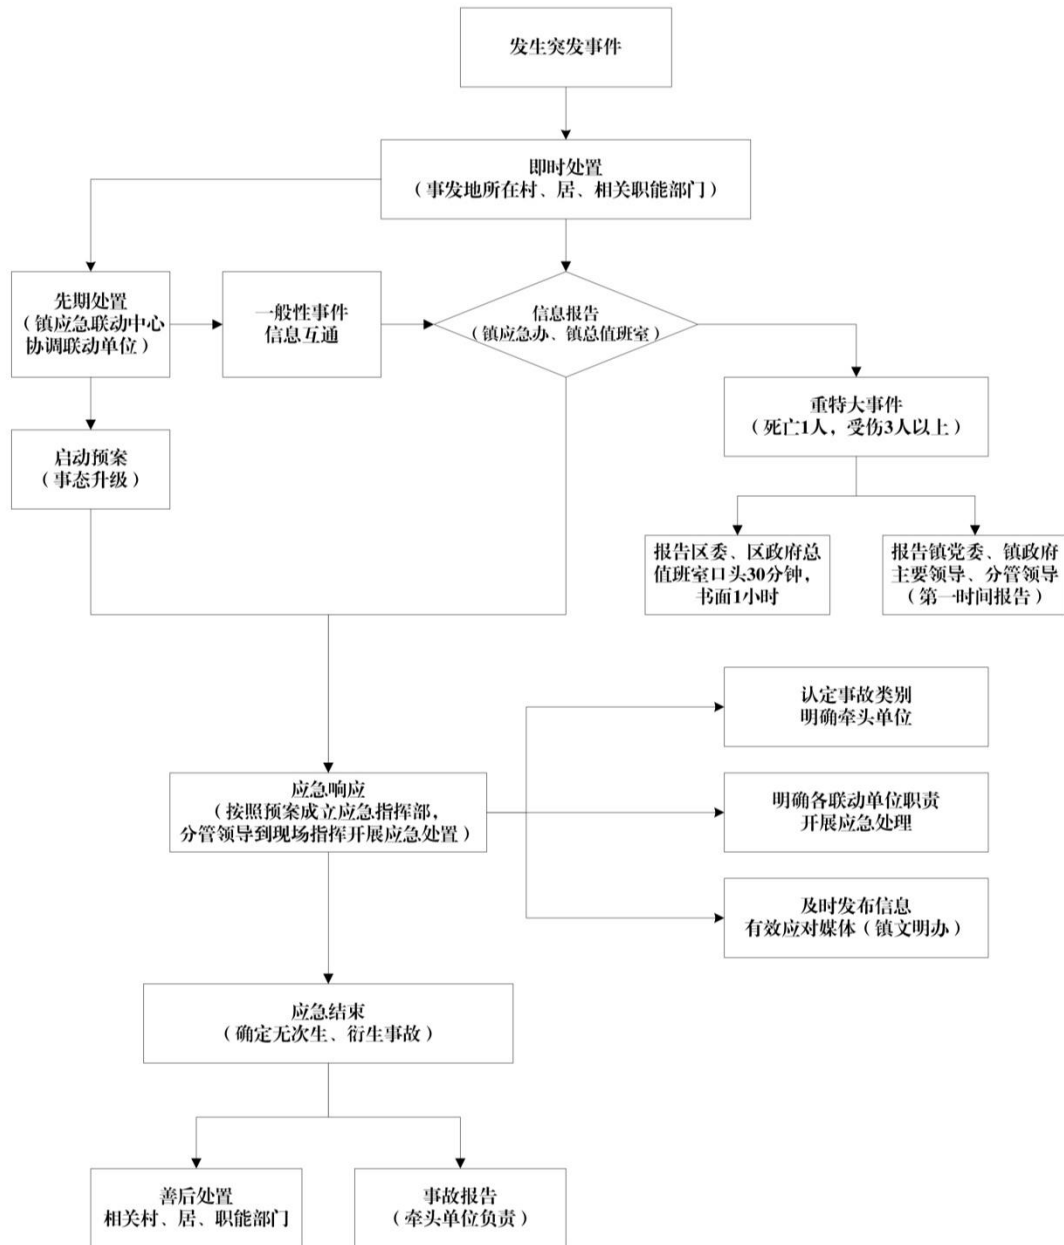 发生突发事件
即时处置
（事发地所在村、居、相关职能部门）
先期处置
（镇应急联动中心
协调联动单位）
一般性事件
信息互通
信息报告
（镇应急办、镇总值班室）
重特大事件
（死亡1人，受伤3人以上）
启动预案
（事态升级）
报告区委、区政府总
值班室口头30分钟，
书面1小时
报告镇党委、镇政府
主要领导、分管领导
（第一时间报告）
认定事故类别
明确牵头单位
应急响应
（按照预案成立应急指挥部，
分管领导到现场指挥开展应急处置）
明确各联动单位职责
开展应急处理
及时发布信息
有效应对媒体（镇文明办）
应急结束
（确定无次生、衍生事故）
善后处置
相关村、居、职能部门
事故报告
（牵头单位负责）